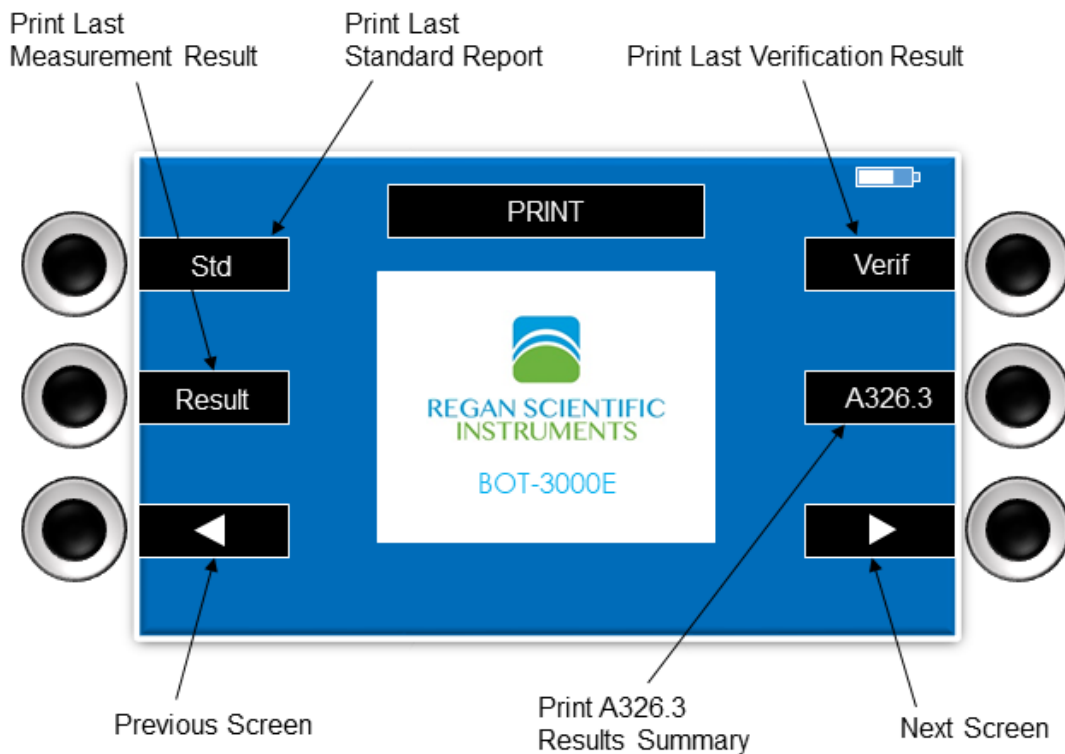 Print Last
Measurement Result
Print Last
Standard Report
Print Last Verification Result
PRINT
Std
Verif
Result
A326.3
REGAN SCIENTIFIC
INSTRUMENTS
BOT-3000E
Previous Screen
Print A326.3
Results Summary
Next Screen